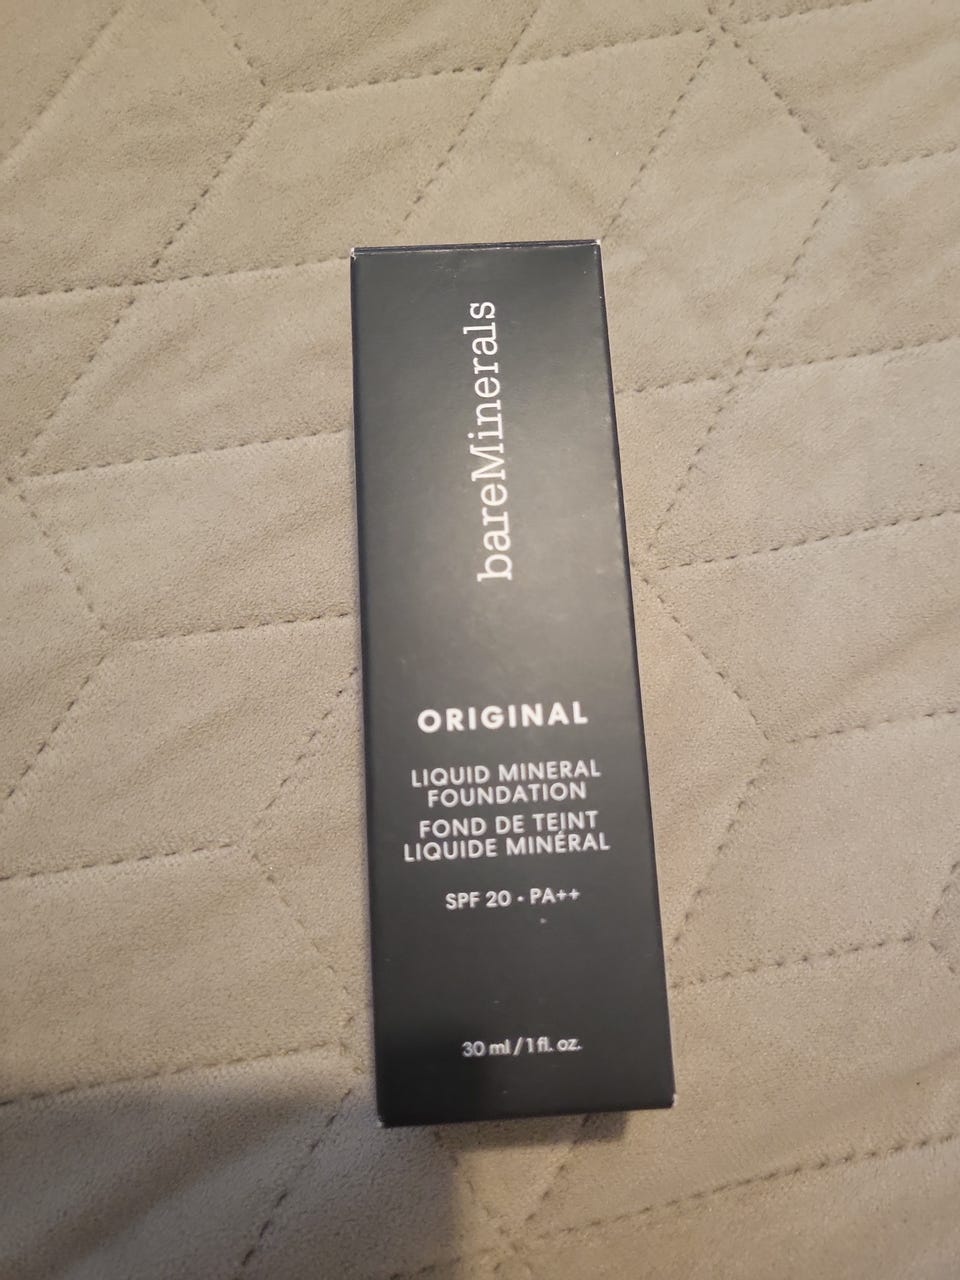 bareMinerals
ORIGINAL
LIQUID MINERAL
FOUNDATION
FOND DE TEINT
LIQUIDE MINÉRAL
SPF 20 • PA++
30 ml / 1 fl. oz.